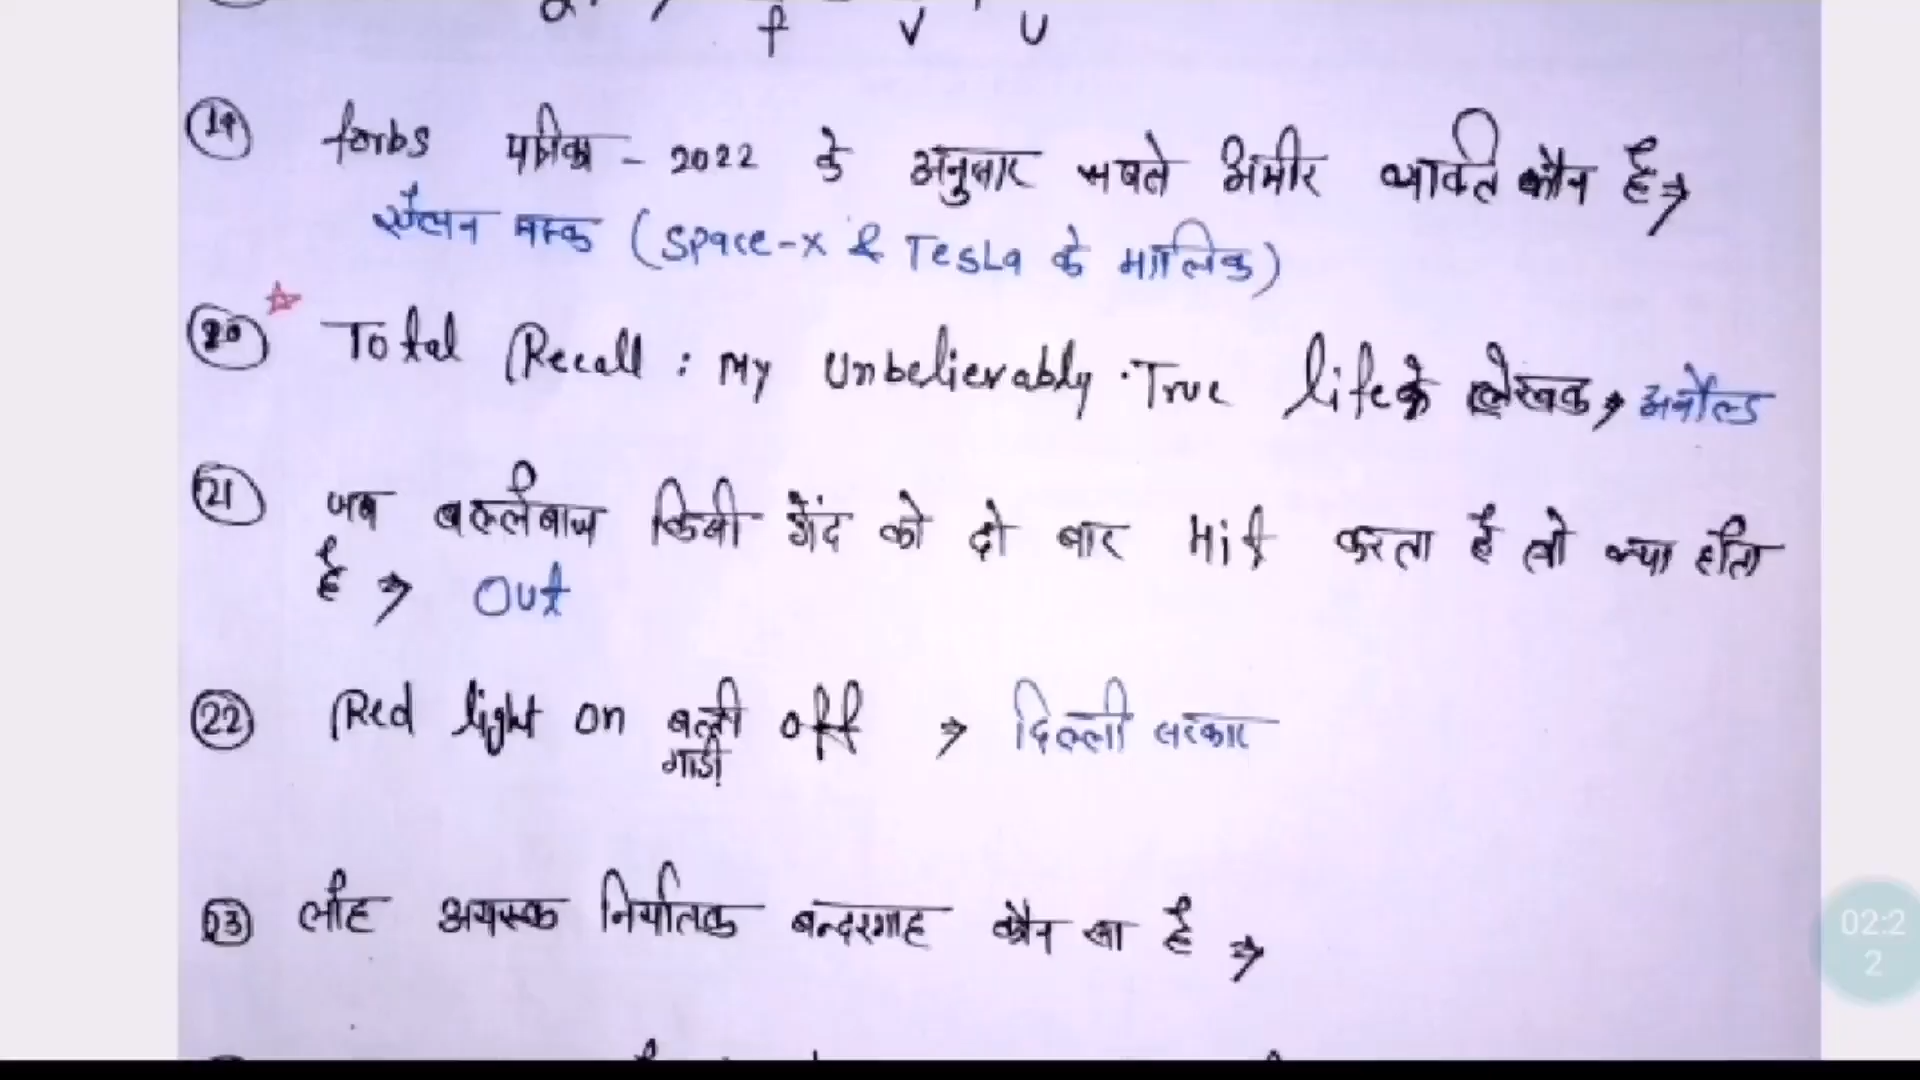 f v u
19 forbs पत्रिका - 2022 के अनुसार सबसे अमीर व्यक्ति कौन है⇒
एैलन मस्क (Space-x & Tesla के मालिक)
20 Total Recall : My Unbelievably True life के लेखक⇒ अर्नोल्ड
21 जब बल्लेबाज किसी गेंद को दो बार Hit करता है तो क्या होता
है ⇒ Out
22 Red light on बत्ती off → दिल्ली सरकार
गाडी
23 लौह अयस्क निर्यातक बन्दरगाह कौन सा है ⇒
02:2
2